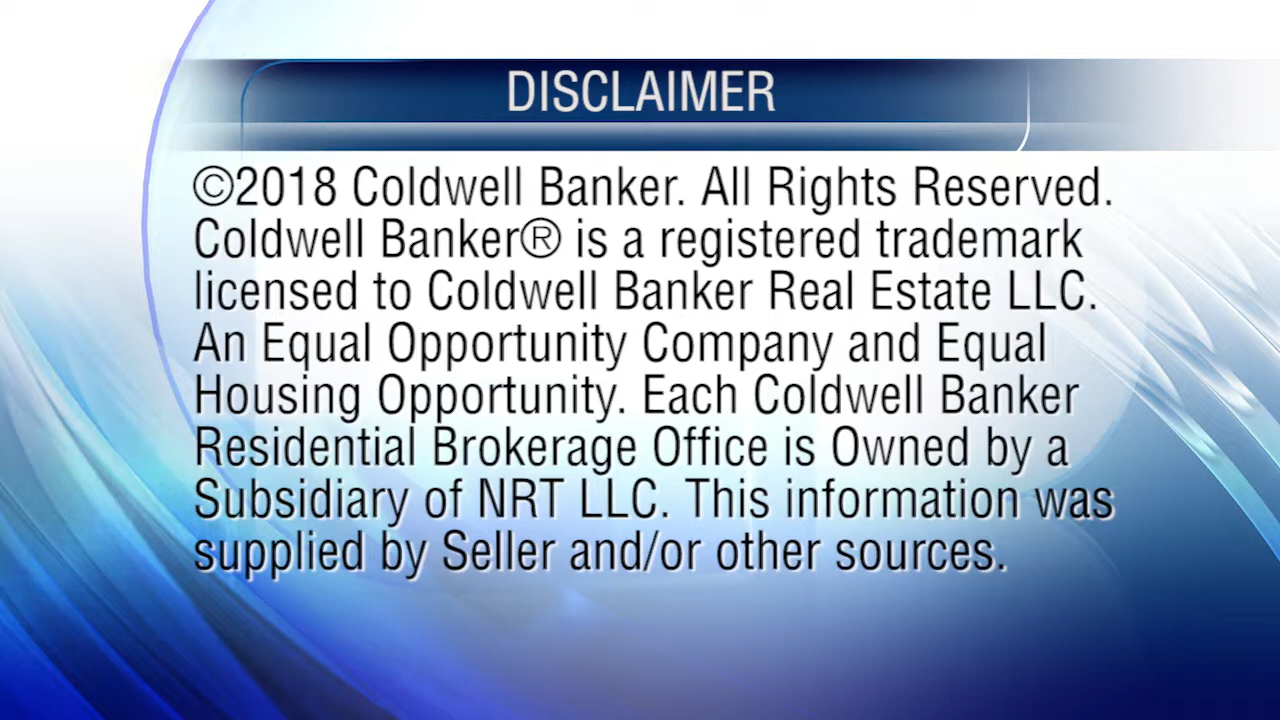 DISCLAIMER
©2018 Coldwell Banker. All Rights Reserved.
Coldwell Banker® is a registered trademark
licensed to Coldwell Banker Real Estate LLC.
An Equal Opportunity Company and Equal
Housing Opportunity. Each Coldwell Banker
Residential Brokerage Office is Owned by a
Subsidiary of NRT LLC. This information was
supplied by Seller and/or other sources.